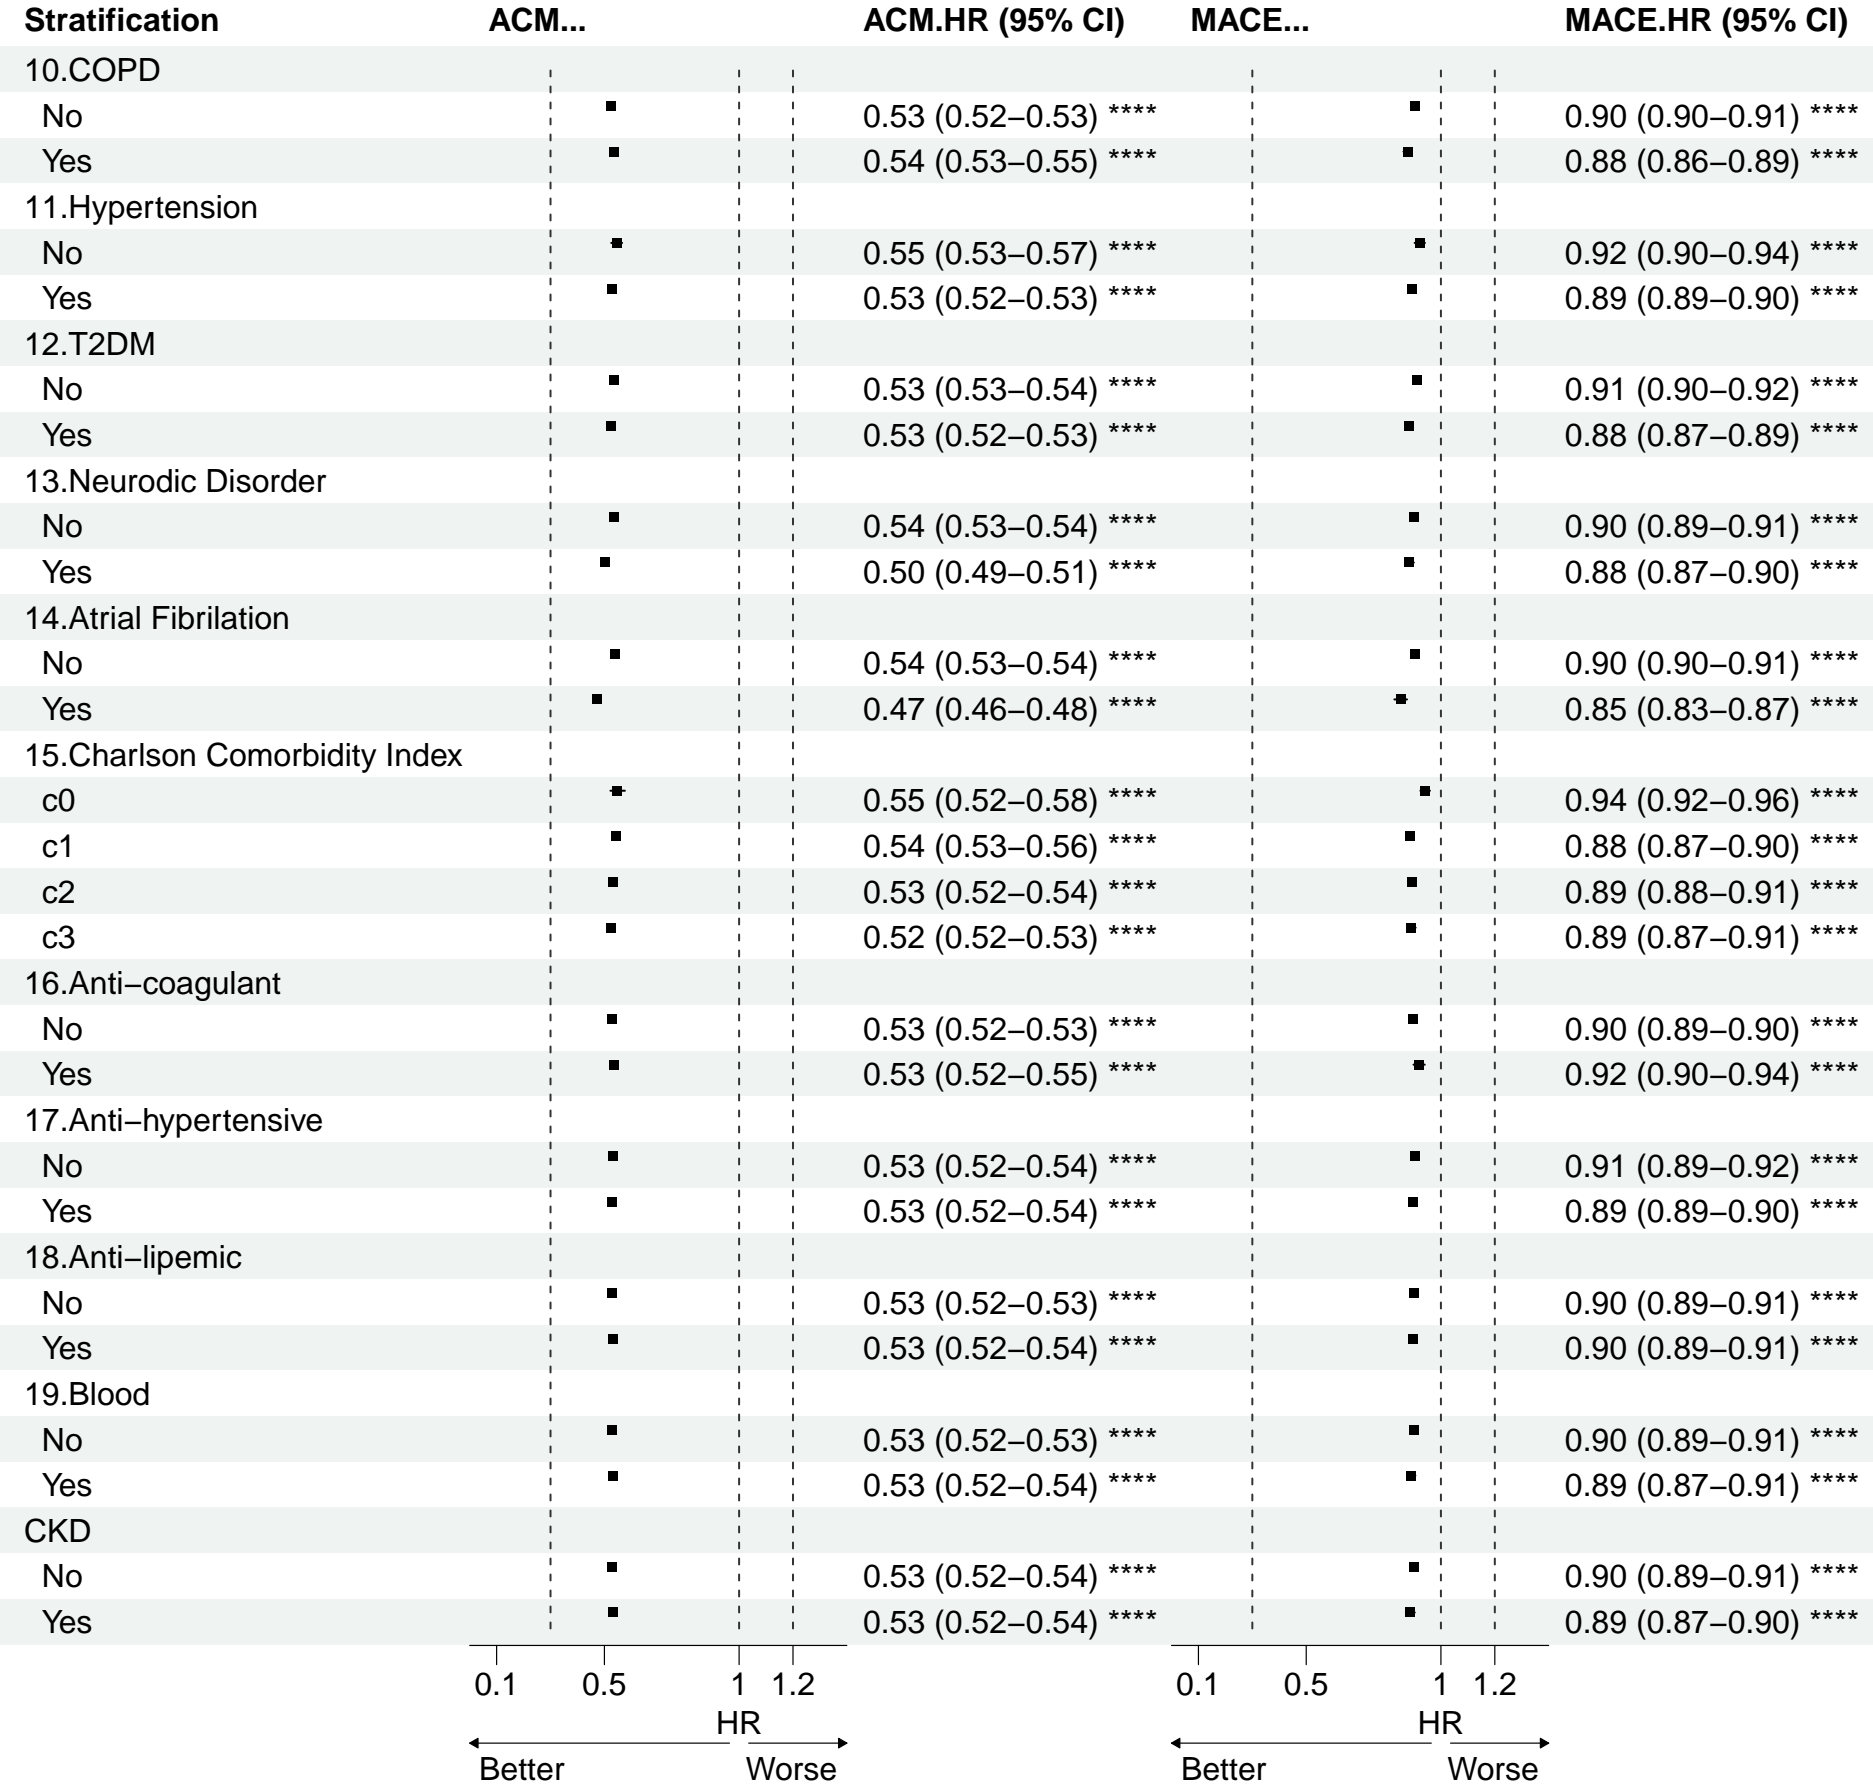 Stratification ACM... ACM.HR (95% CI) MACE... MACE.HR (95% CI)
10.COPD
No 0.53 (0.52−0.53) **** 0.90 (0.90−0.91) ****
Yes 0.54 (0.53−0.55) **** 0.88 (0.86−0.89) ****
11.Hypertension
No 0.55 (0.53−0.57) **** 0.92 (0.90−0.94) ****
Yes 0.53 (0.52−0.53) **** 0.89 (0.89−0.90) ****
12.T2DM
No 0.53 (0.53−0.54) **** 0.91 (0.90−0.92) ****
Yes 0.53 (0.52−0.53) **** 0.88 (0.87−0.89) ****
13.Neurodic Disorder
No 0.54 (0.53−0.54) **** 0.90 (0.89−0.91) ****
Yes 0.50 (0.49−0.51) **** 0.88 (0.87−0.90) ****
14.Atrial Fibrilation
No 0.54 (0.53−0.54) **** 0.90 (0.90−0.91) ****
Yes 0.47 (0.46−0.48) **** 0.85 (0.83−0.87) ****
15.Charlson Comorbidity Index
c0 0.55 (0.52−0.58) **** 0.94 (0.92−0.96) ****
c1 0.54 (0.53−0.56) **** 0.88 (0.87−0.90) ****
c2 0.53 (0.52−0.54) **** 0.89 (0.88−0.91) ****
c3 0.52 (0.52−0.53) **** 0.89 (0.87−0.91) ****
16.Anti−coagulant
No 0.53 (0.52−0.53) **** 0.90 (0.89−0.90) ****
Yes 0.53 (0.52−0.55) **** 0.92 (0.90−0.94) ****
17.Anti−hypertensive
No 0.53 (0.52−0.54) **** 0.91 (0.89−0.92) ****
Yes 0.53 (0.52−0.54) **** 0.89 (0.89−0.90) ****
18.Anti−lipemic
No 0.53 (0.52−0.53) **** 0.90 (0.89−0.91) ****
Yes 0.53 (0.52−0.54) **** 0.90 (0.89−0.91) ****
19.Blood
No 0.53 (0.52−0.53) **** 0.90 (0.89−0.91) ****
Yes 0.53 (0.52−0.54) **** 0.89 (0.87−0.91) ****
CKD
No 0.53 (0.52−0.54) **** 0.90 (0.89−0.91) ****
Yes 0.53 (0.52−0.54) **** 0.89 (0.87−0.90) ****
0.1 0.5 1 1.2 0.1 0.5 1 1.2
HR HR
Better Worse Better Worse